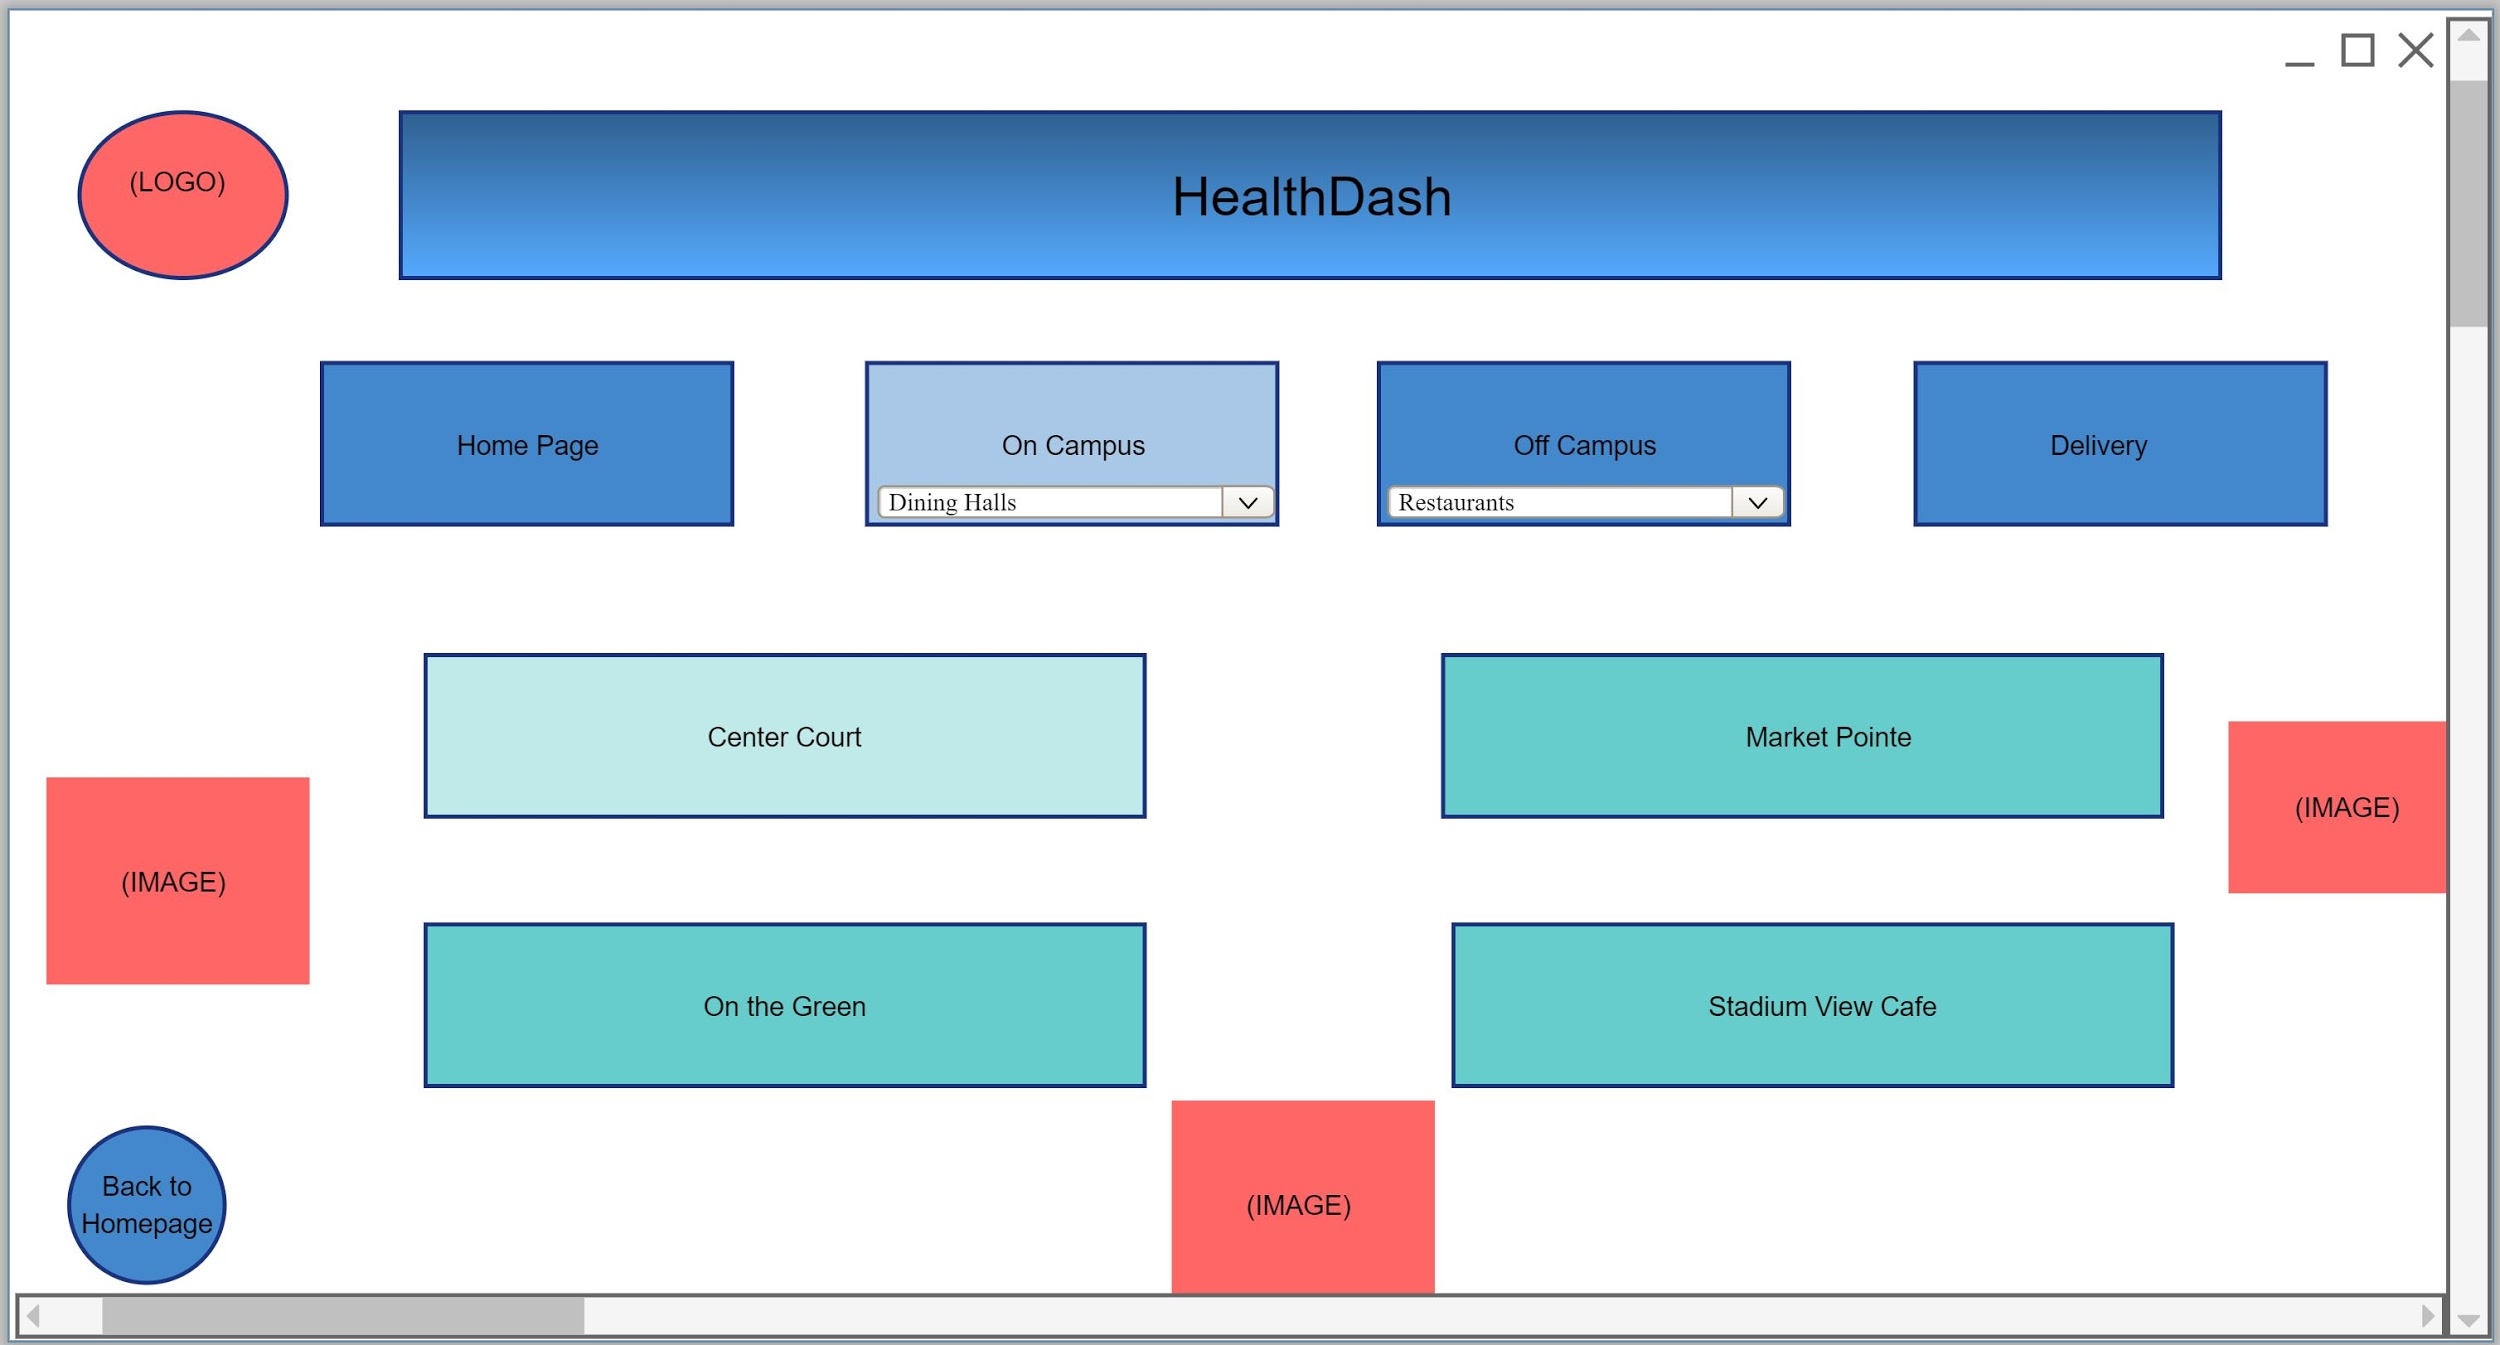 (LOGO)
HealthDash
Home Page
On Campus
Dining Halls
Off Campus
Restaurants
Delivery
Center Court
Market Pointe
(IMAGE)
(IMAGE)
On the Green
Stadium View Cafe
Back to
Homepage
(IMAGE)